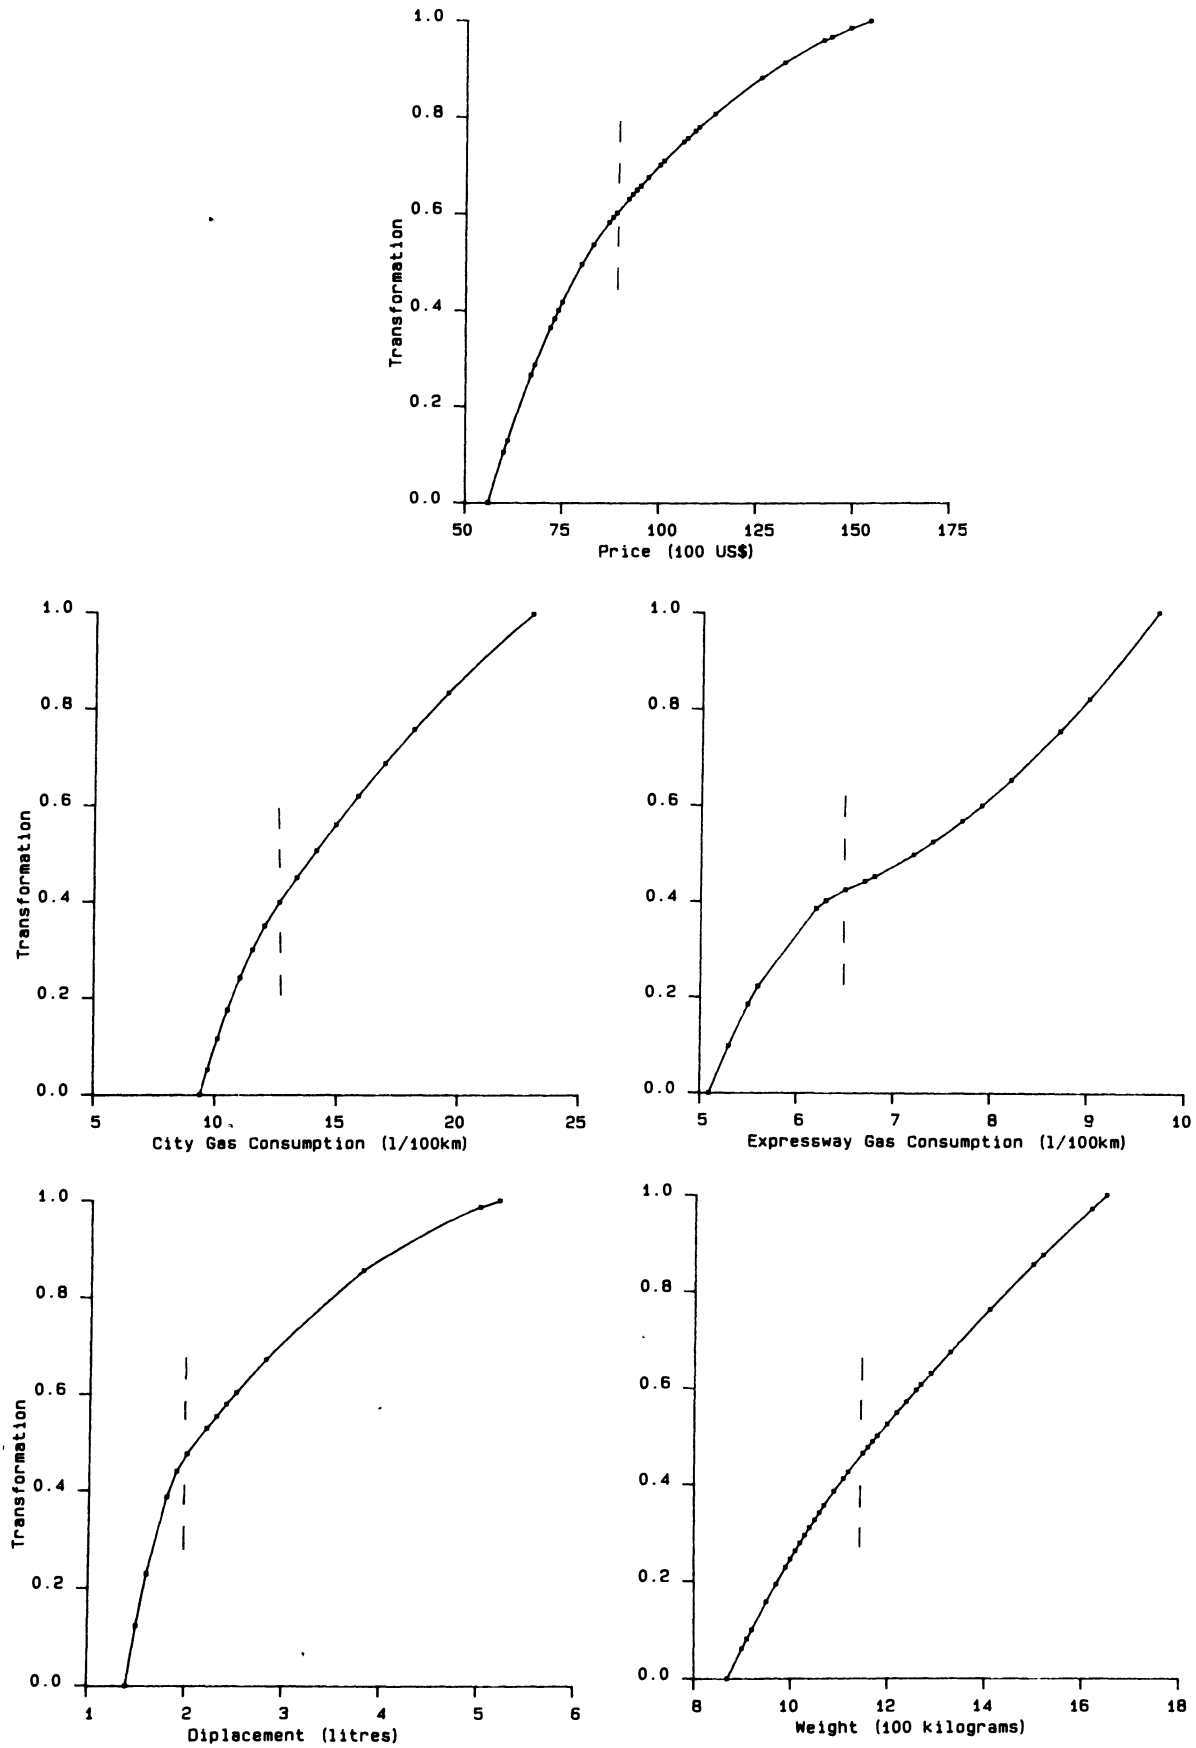 1.0
0.8
0.6
0.4
0.2
0.0
Transformation
50 75 100 125 150 175
Price (100 US$)
1.0
0.8
0.6
0.4
0.2
0.0
Transformation
5 10 15 20 25
City Gas Consumption (l/100km)
1.0
0.8
0.6
0.4
0.2
0.0
5 6 7 8 9 10
Expressway Gas Consumption (l/100km)
1.0
0.8
0.6
0.4
0.2
0.0
Transformation
1 2 3 4 5 6
Diplacement (litres)
1.0
0.8
0.6
0.4
0.2
0.0
8 10 12 14 16 18
Weight (100 kilograms)